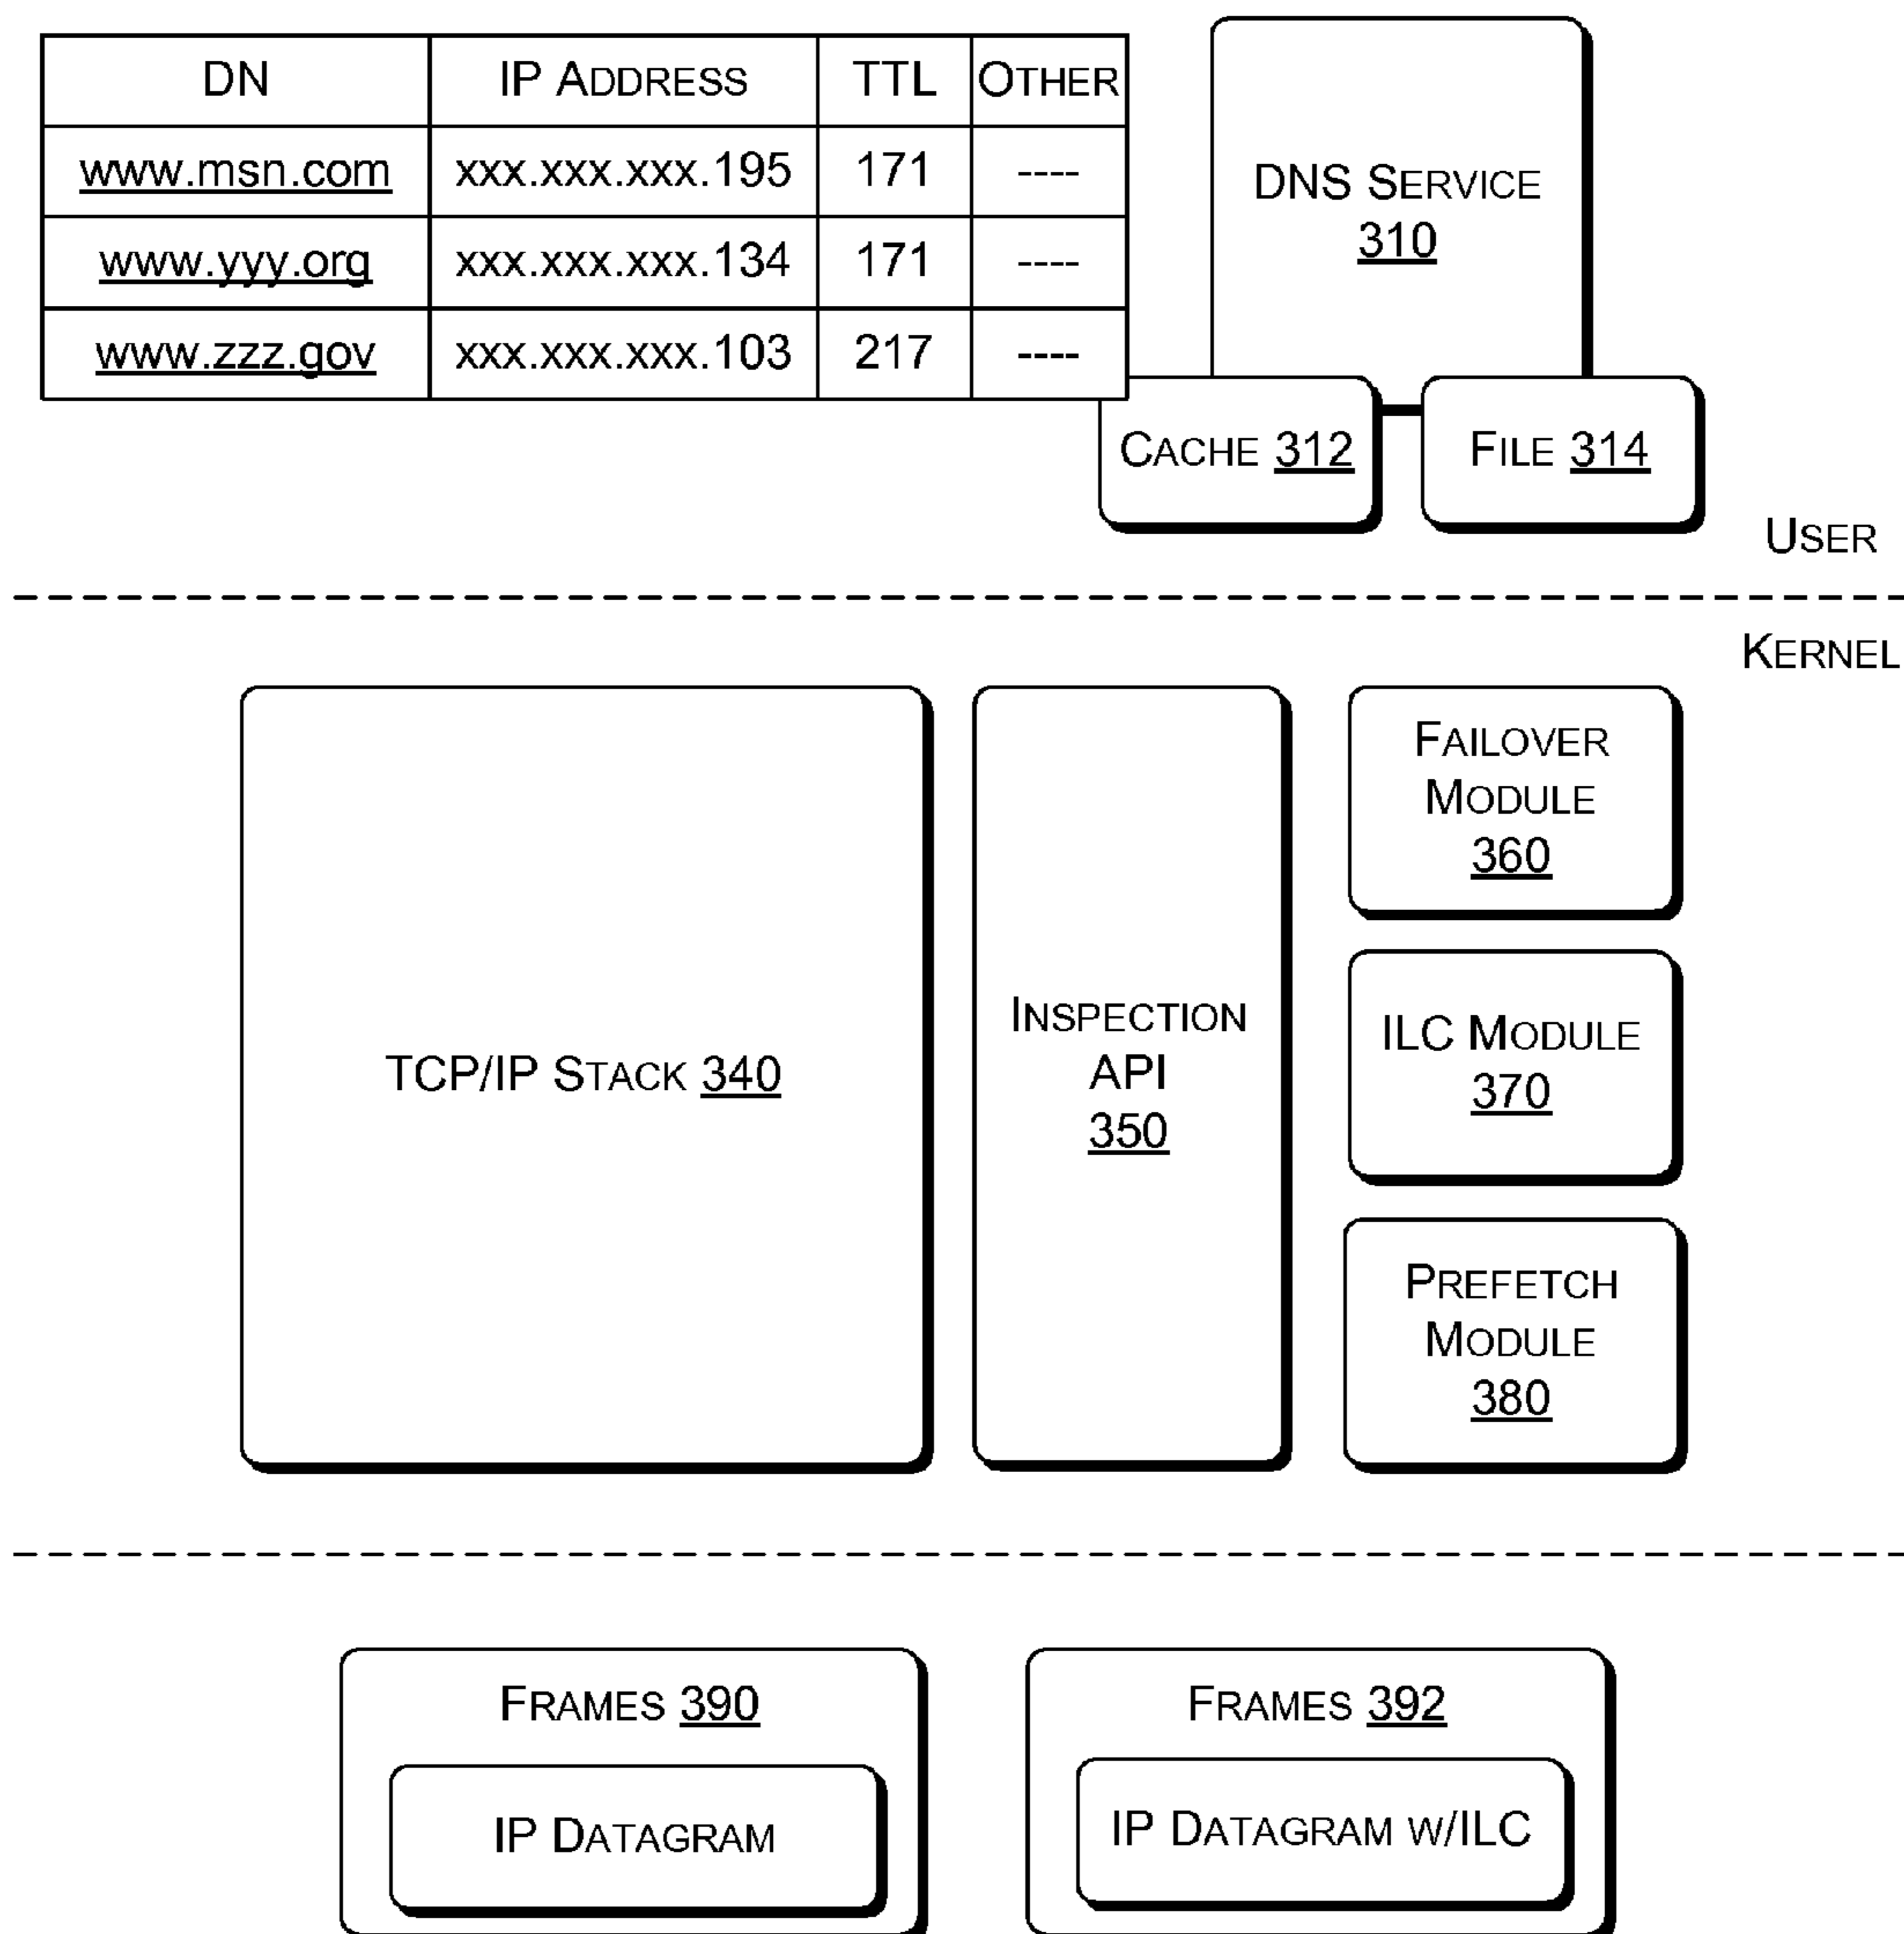 DN IP ADDRESS TTL OTHER
www.msn.com xxx.xxx.xxx.195 171 ----
www.yyy.org xxx.xxx.xxx.134 171 ----
www.zzz.gov xxx.xxx.xxx.103 217 ----
DNS SERVICE
310
CACHE 312
FILE 314
USER
KERNEL
TCP/IP STACK 340
INSPECTION
API
350
FAILOVER
MODULE
360
ILC MODULE
370
PREFETCH
MODULE
380
FRAMES 390
IP DATAGRAM
FRAMES 392
IP DATAGRAM W/ILC